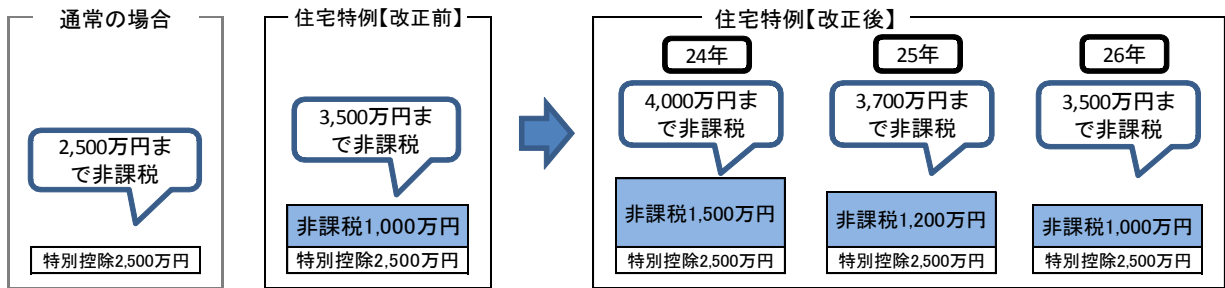 通常の場合
2,500万円ま
で非課税
特別控除2,500万円
住宅特例【改正前】
3,500万円ま
で非課税
非課税1,000万円
特別控除2,500万円
住宅特例【改正後】
24年
4,000万円ま
で非課税
非課税1,500万円
特別控除2,500万円
25年
3,700万円ま
で非課税
非課税1,200万円
特別控除2,500万円
26年
3,500万円ま
で非課税
非課税1,000万円
特別控除2,500万円